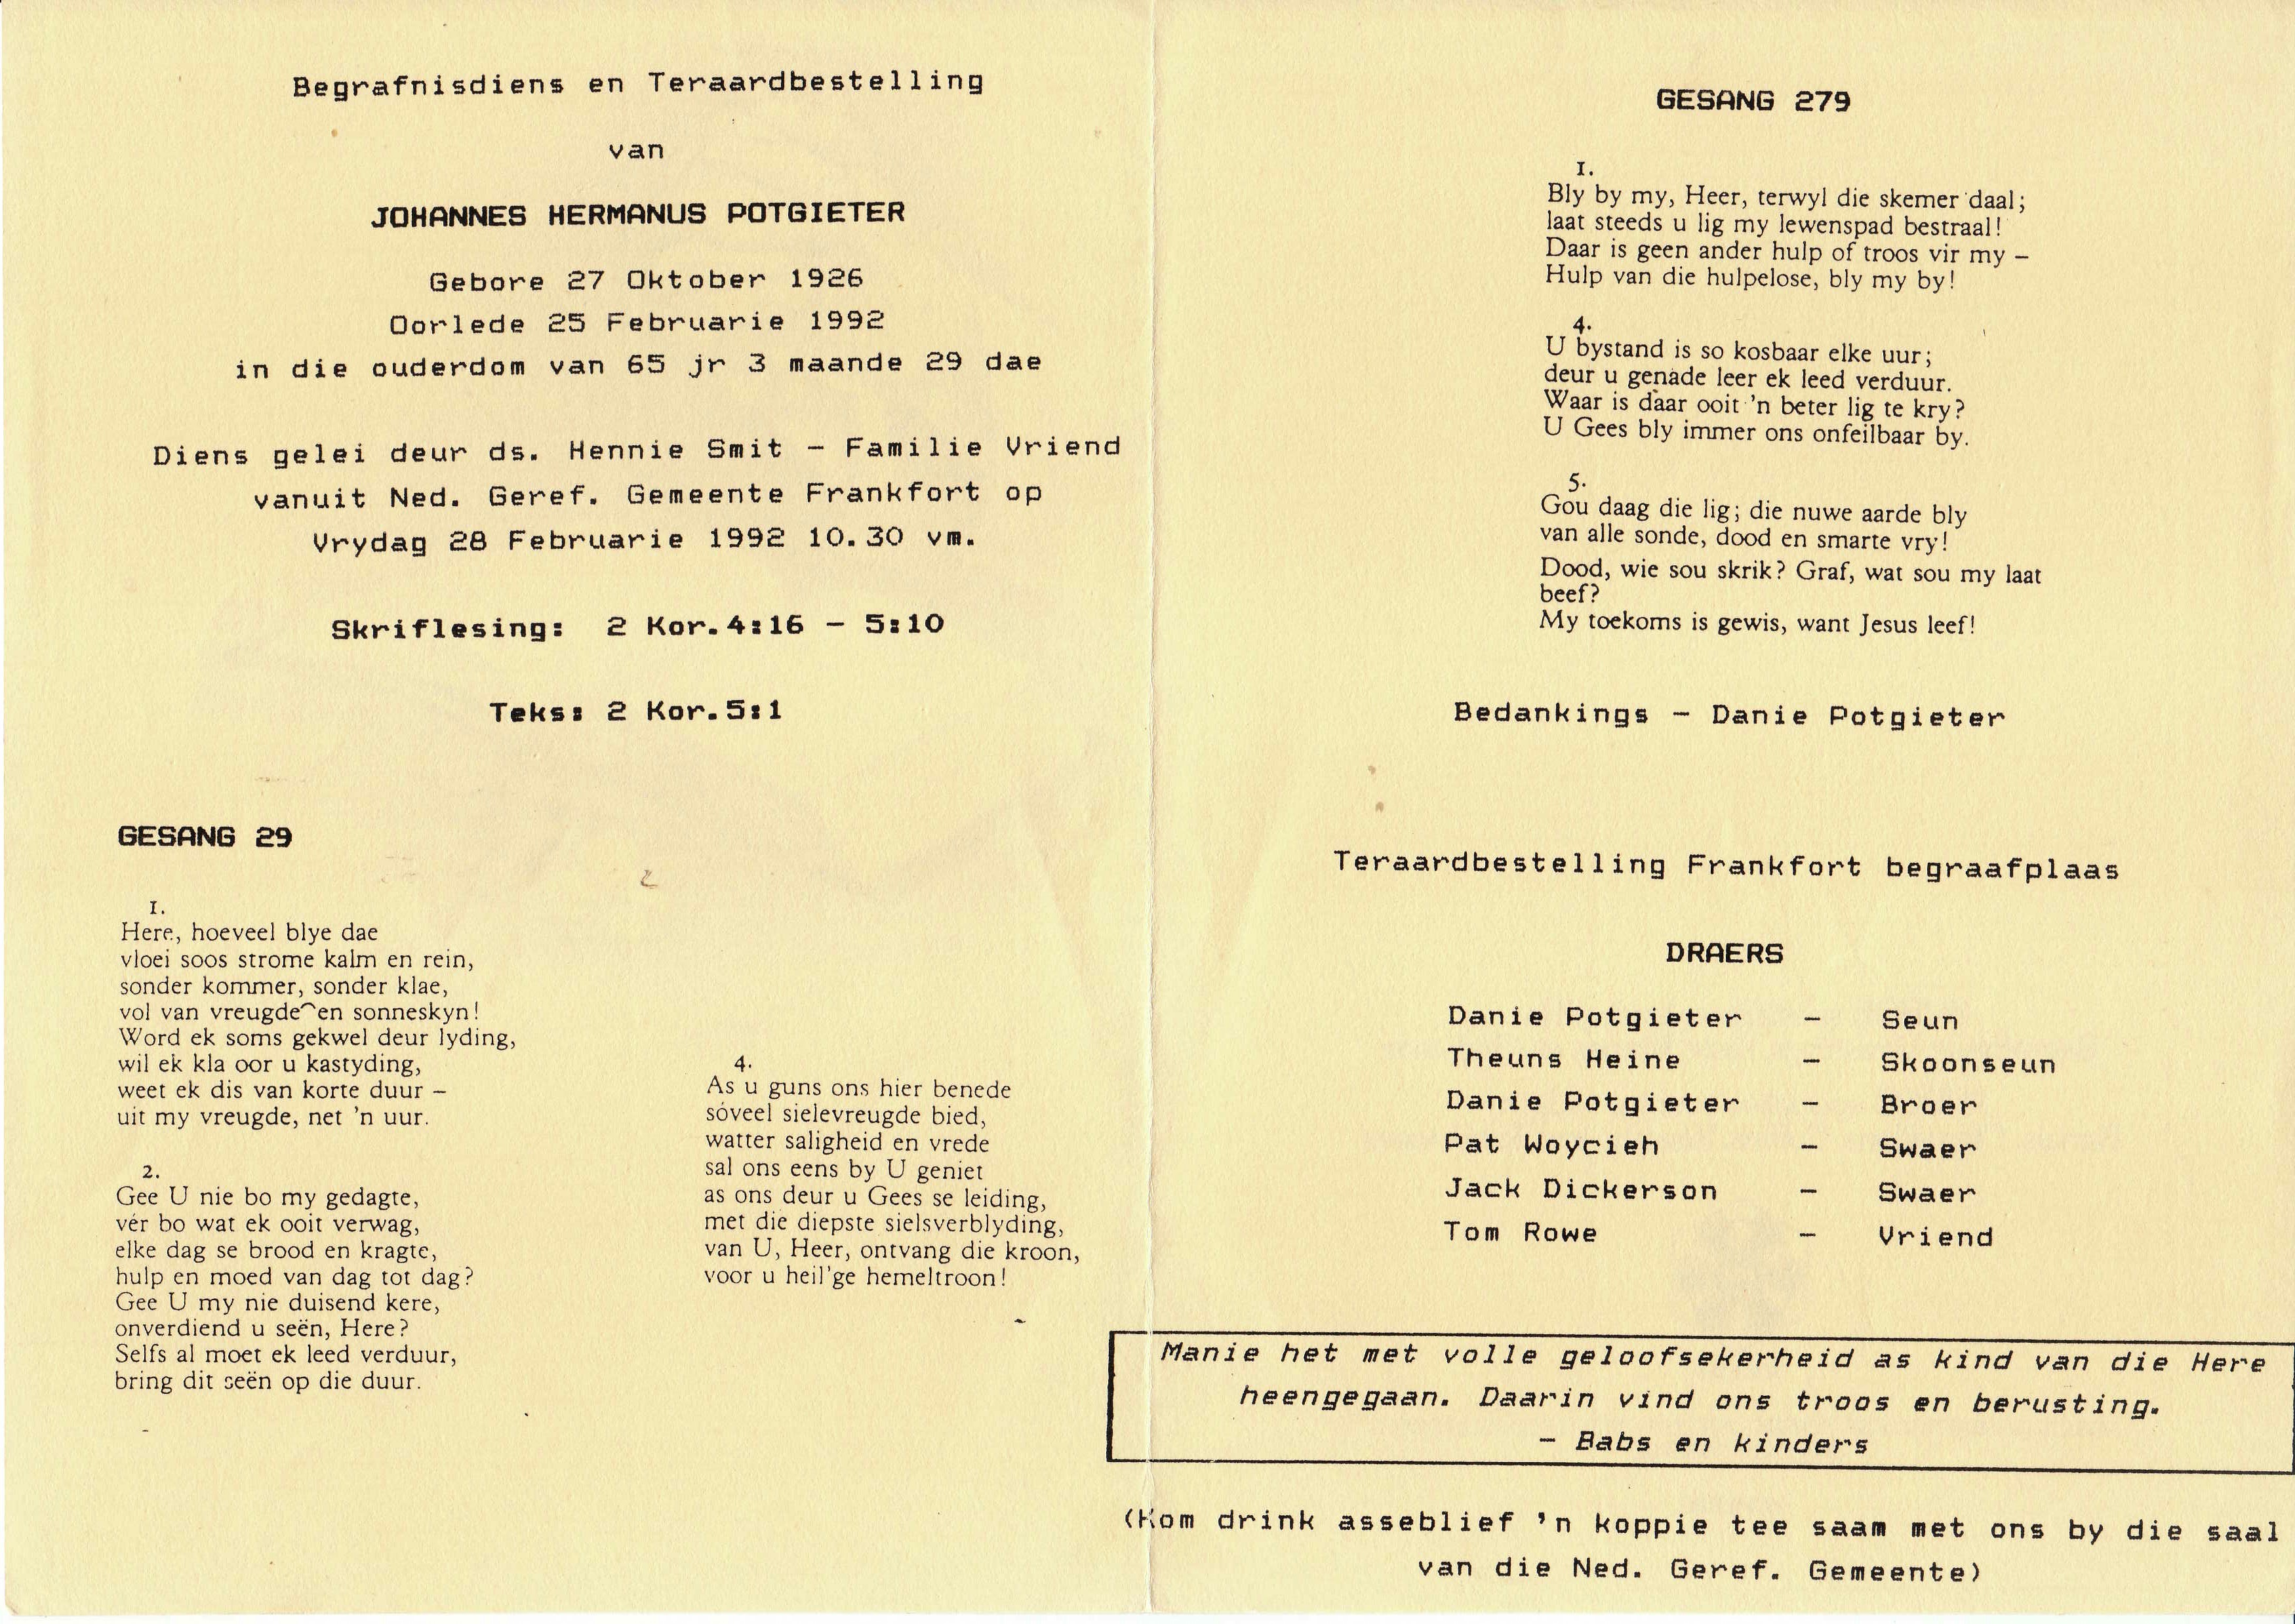 Begrafnisdiens en Teraardbestelling
van
JOHANNES HERMANUS POTGIETER
Gebore 27 Oktober 1926
Oorlede 25 Februarie 1992
in die ouderdom van 65 jr 3 maande 29 dae
Diens gelei deur ds. Hennie Smit - Familie Vriend
vanuit Ned. Geref. Gemeente Frankfort op
Vrydag 28 Februarie 1992 10.30 vm.
Skriflesing: 2 Kor.4:16 - 5:10
Teks: 2 Kor.5:1
GESANG 29
1.
Here, hoeveel blye dae
vloei soos strome kalm en rein,
sonder kommer, sonder klae,
vol van vreugde⁀en sonneskyn!
Word ek soms gekwel deur lyding,
wil ek kla oor u kastyding,
weet ek dis van korte duur –
uit my vreugde, net 'n uur.
2.
Gee U nie bo my gedagte,
vér bo wat ek ooit verwag,
elke dag se brood en kragte,
hulp en moed van dag tot dag?
Gee U my nie duisend kere,
onverdiend u seën, Here?
Selfs al moet ek leed verduur,
bring dit seën op die duur.
4.
As u guns ons hier benede
sóveel sielevreugde bied,
watter saligheid en vrede
sal ons eens by U geniet
as ons deur u Gees se leiding,
met die diepste sielsverblyding,
van U, Heer, ontvang die kroon,
voor u heil'ge hemeltroon!
GESANG 279
1.
Bly by my, Heer, terwyl die skemer daal;
laat steeds u lig my lewenspad bestraal!
Daar is geen ander hulp of troos vir my –
Hulp van die hulpelose, bly my by!
4.
U bystand is so kosbaar elke uur;
deur u genade leer ek leed verduur.
Waar is daar ooit 'n beter lig te kry?
U Gees bly immer ons onfeilbaar by.
5.
Gou daag die lig; die nuwe aarde bly
van alle sonde, dood en smarte vry!
Dood, wie sou skrik? Graf, wat sou my laat
beef?
My toekoms is gewis, want Jesus leef!
Bedankings - Danie Potgieter
Teraardbestelling Frankfort begraafplaas
DRAERS
Danie Potgieter - Seun
Theuns Heine - Skoonseun
Danie Potgieter - Broer
Pat Woycieh - Swaer
Jack Dickerson - Swaer
Tom Rowe - Vriend
Manie het met volle geloofsekerheid as kind van die Here
heengegaan. Daarin vind ons troos en berusting.
- Babs en kinders
(Kom drink asseblief 'n koppie tee saam met ons by die saal
van die Ned. Geref. Gemeente)